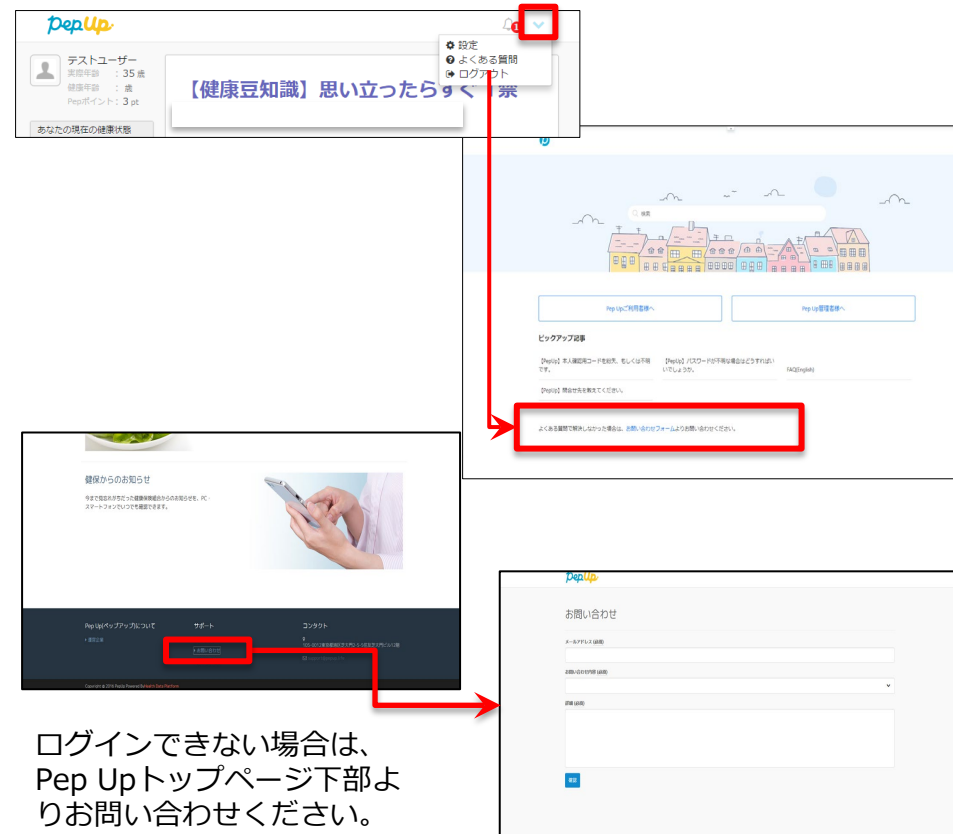 PepUp
1
設定
よくある質問
ログアウト
テストユーザー
実際年齢 : 35 歳
健康年齢 : 歳
Pepポイント : 3 pt
【健康豆知識】思い立ったらすぐ 禁
あなたの現在の健康状態
検索
Pep Upご利用者様へ
Pep Up管理者様へ
ピックアップ記事
【PepUp】本人確認用コードを紛失、もしくは不明です。
【PepUp】パスワードが不明な場合はどうすればいいでしょうか。
FAQ(English)
【PepUp】問合せ先を教えてください。
よくある質問で解決しなかった場合は、お問い合わせフォームよりお問い合わせください。
健保からのお知らせ
今まで見忘れがちだった健康保険組合からのお知らせを、PC・
スマートフォンでいつでも確認できます。
Pep Up(ペップアップ)について
サポート
コンタクト
お問い合わせ
PepUp
お問い合わせ
メールアドレス (必須)
お問い合わせ内容 (必須)
詳細 (必須)
確認
ログインできない場合は、
Pep Upトップページ下部よ
りお問い合わせください。